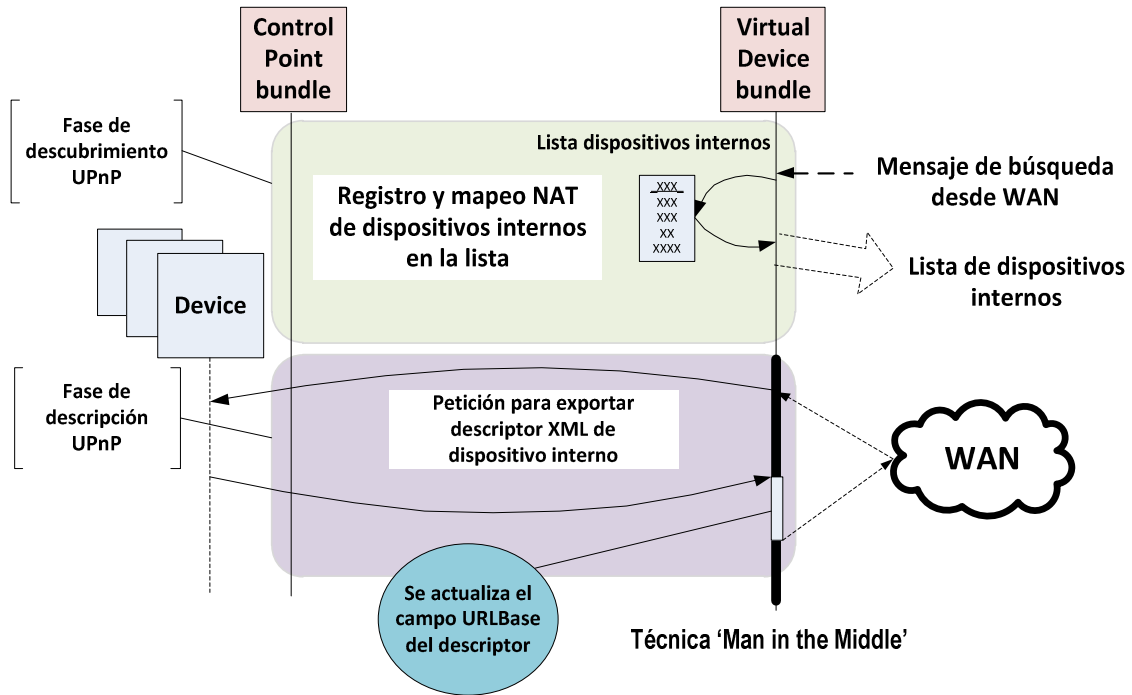 Control
Point
bundle
Virtual
Device
bundle
Fase de
descubrimiento
UPnP
Lista dispositivos internos
Registro y mapeo NAT
de dispositivos internos
en la lista
XXX
XXX
XXX
XX
XXXX
Mensaje de búsqueda
desde WAN
Lista de dispositivos
internos
Device
Fase de
descripción
UPnP
Petición para exportar
descriptor XML de
dispositivo interno
WAN
Se actualiza el
campo URLBase
del descriptor
Técnica ‘Man in the Middle’